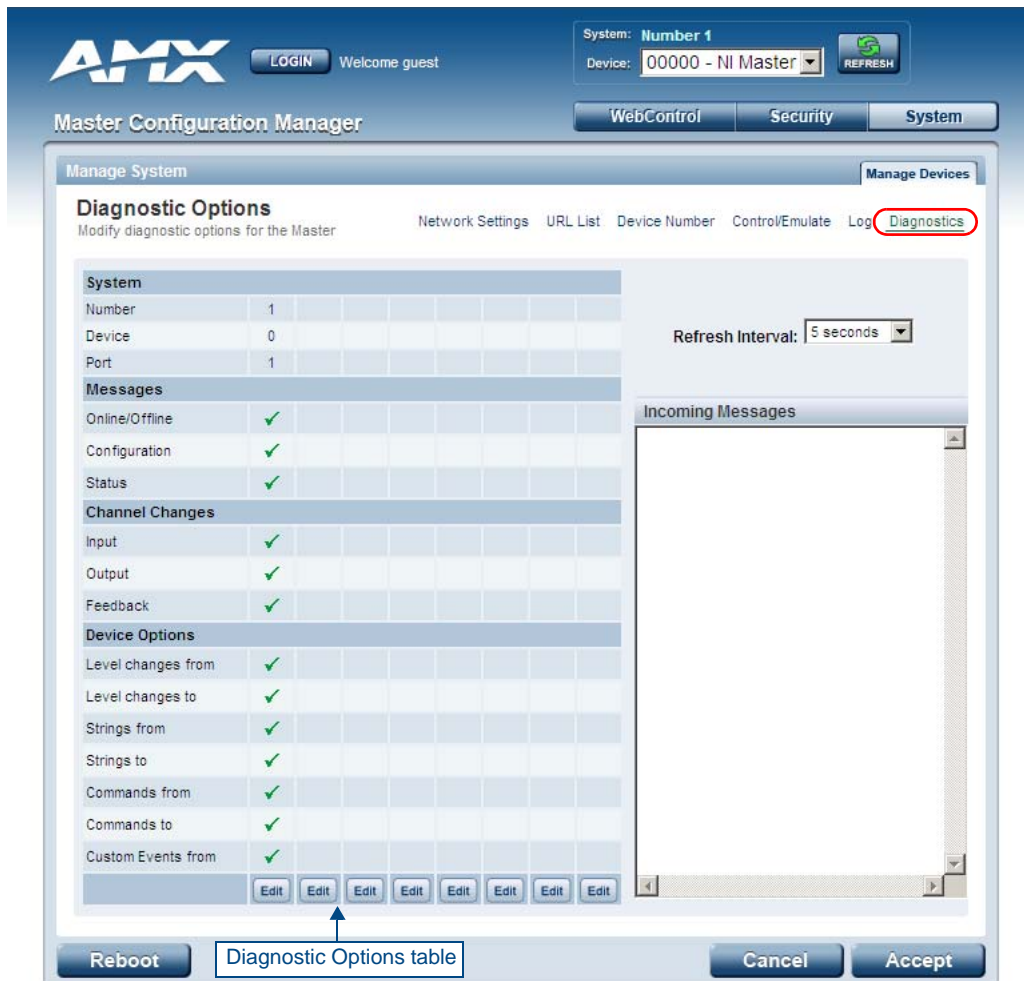 AMX
LOGIN
Welcome guest
System: Number 1
Device: 00000 - NI Master
REFRESH
Master Configuration Manager
WebControl
Security
System
Manage System
Manage Devices
Diagnostic Options
Modify diagnostic options for the Master
Network Settings URL List Device Number Control/Emulate Log Diagnostics
System
Number 1
Device 0
Port 1
Messages
Online/Offline
Configuration
Status
Channel Changes
Input
Output
Feedback
Device Options
Level changes from
Level changes to
Strings from
Strings to
Commands from
Commands to
Custom Events from
Edit Edit Edit Edit Edit Edit Edit Edit
Refresh Interval: 5 seconds
Incoming Messages
Diagnostic Options table
Reboot
Cancel
Accept